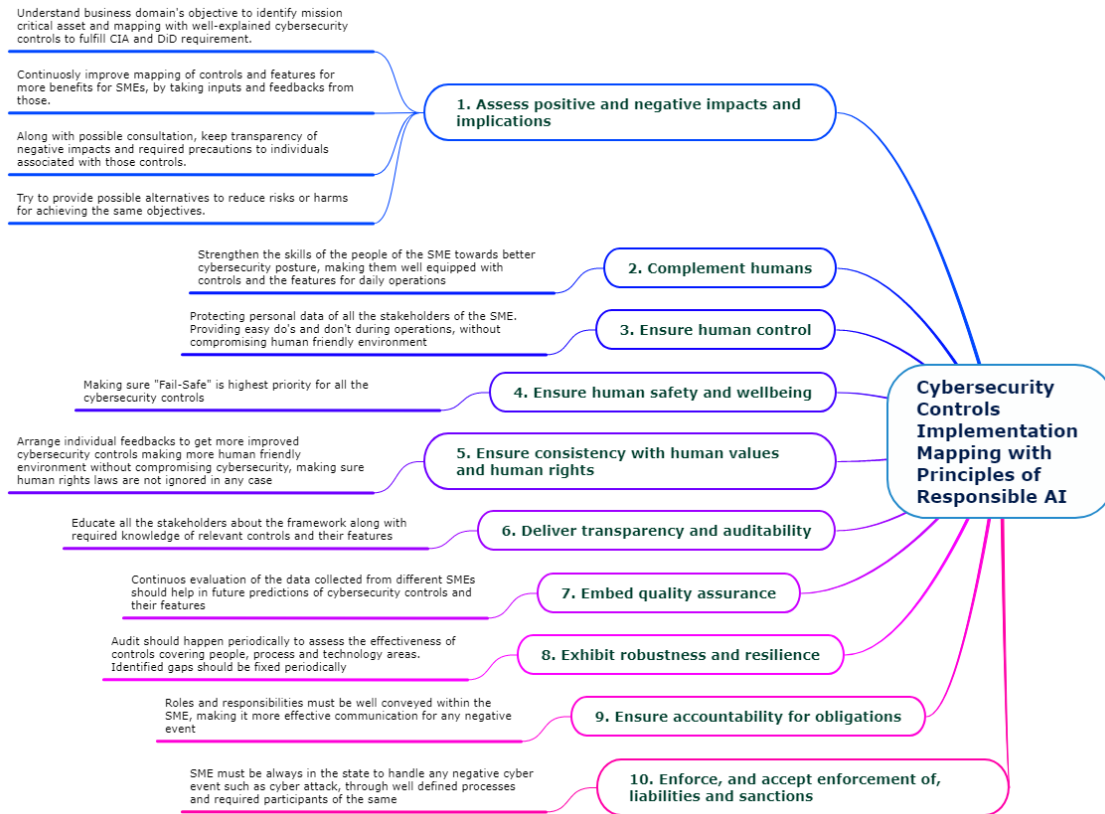 Understand business domain's objective to identify mission
critical asset and mapping with well-explained cybersecurity
controls to fulfill CIA and DiD requirement.
Continuosly improve mapping of controls and features for
more benefits for SMEs, by taking inputs and feedbacks from
those.
Along with possible consultation, keep transparency of
negative impacts and required precautions to individuals
associated with those controls.
Try to provide possible alternatives to reduce risks or harms
for achieving the same objectives.
1. Assess positive and negative impacts and
implications
Strengthen the skills of the people of the SME towards better
cybersecurity posture, making them well equipped with
controls and the features for daily operations
2. Complement humans
Protecting personal data of all the stakeholders of the SME.
Providing easy do's and don't during operations, without
compromising human friendly environment
3. Ensure human control
Making sure "Fail-Safe" is highest priority for all the
cybersecurity controls
4. Ensure human safety and wellbeing
Arrange individual feedbacks to get more improved
cybersecurity controls making more human friendly
environment without compromising cybersecurity, making sure
human rights laws are not ignored in any case
5. Ensure consistency with human values
and human rights
Educate all the stakeholders about the framework along with
required knowledge of relevant controls and their features
6. Deliver transparency and auditability
Continuos evaluation of the data collected from different SMEs
should help in future predictions of cybersecurity controls and
their features
7. Embed quality assurance
Audit should happen periodically to assess the effectiveness of
controls covering people, process and technology areas.
Identified gaps should be fixed periodically
8. Exhibit robustness and resilience
Roles and responsibilities must be well conveyed within the
SME, making it more effective communication for any negative
event
9. Ensure accountability for obligations
SME must be always in the state to handle any negative cyber
event such as cyber attack, through well defined processes
and required participants of the same
10. Enforce, and accept enforcement of,
liabilities and sanctions
Cybersecurity
Controls
Implementation
Mapping with
Principles of
Responsible AI